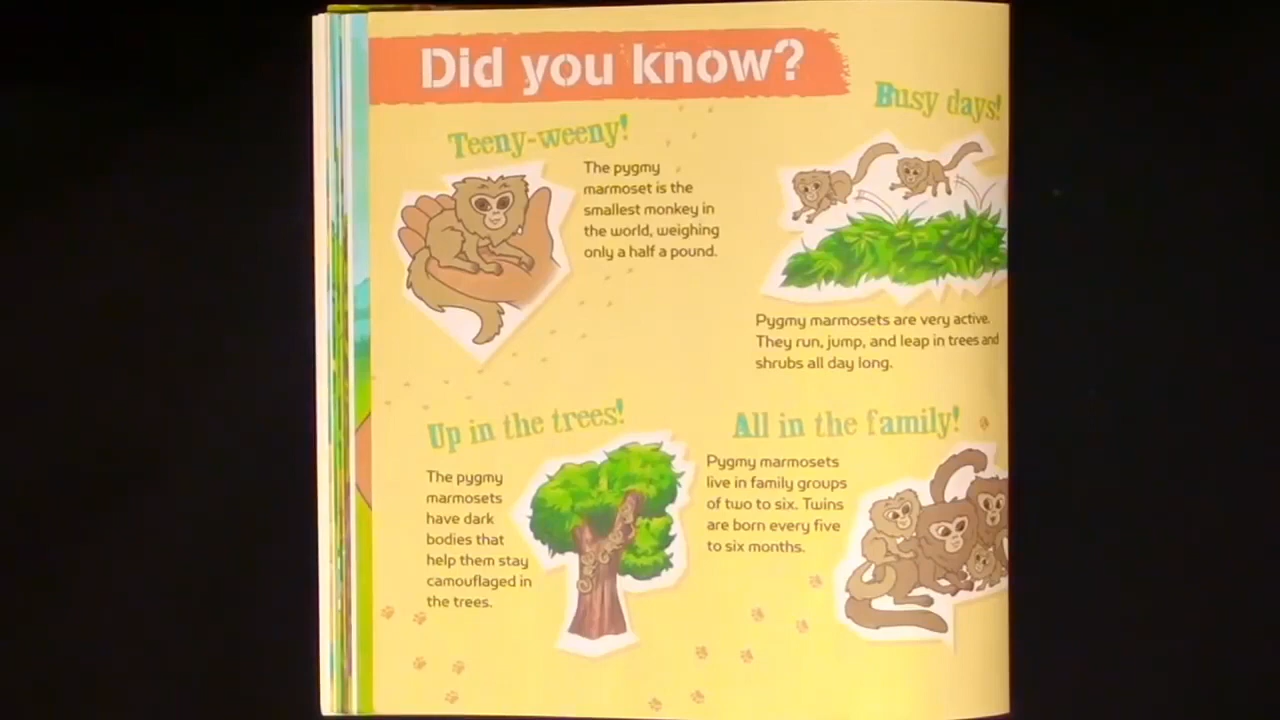 Did you know?
Teeny-weeny!
The pygmy
marmoset is the
smallest monkey in
the world, weighing
only a half a pound.
Busy days!
Pygmy marmosets are very active.
They run, jump, and leap in trees and
shrubs all day long.
Up in the trees!
The pygmy
marmosets
have dark
bodies that
help them stay
camouflaged in
the trees.
All in the family!
Pygmy marmosets
live in family groups
of two to six. Twins
are born every five
to six months.